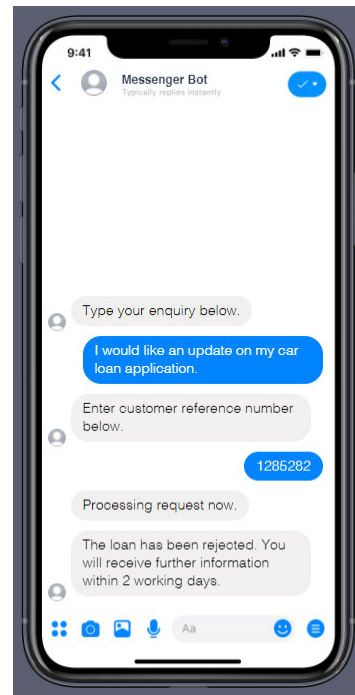 9:41
Messenger Bot
Typically replies instantly
Type your enquiry below.
I would like an update on my car
loan application.
Enter customer reference number
below.
1285282
Processing request now.
The loan has been rejected. You
will receive further information
within 2 working days.
Aa